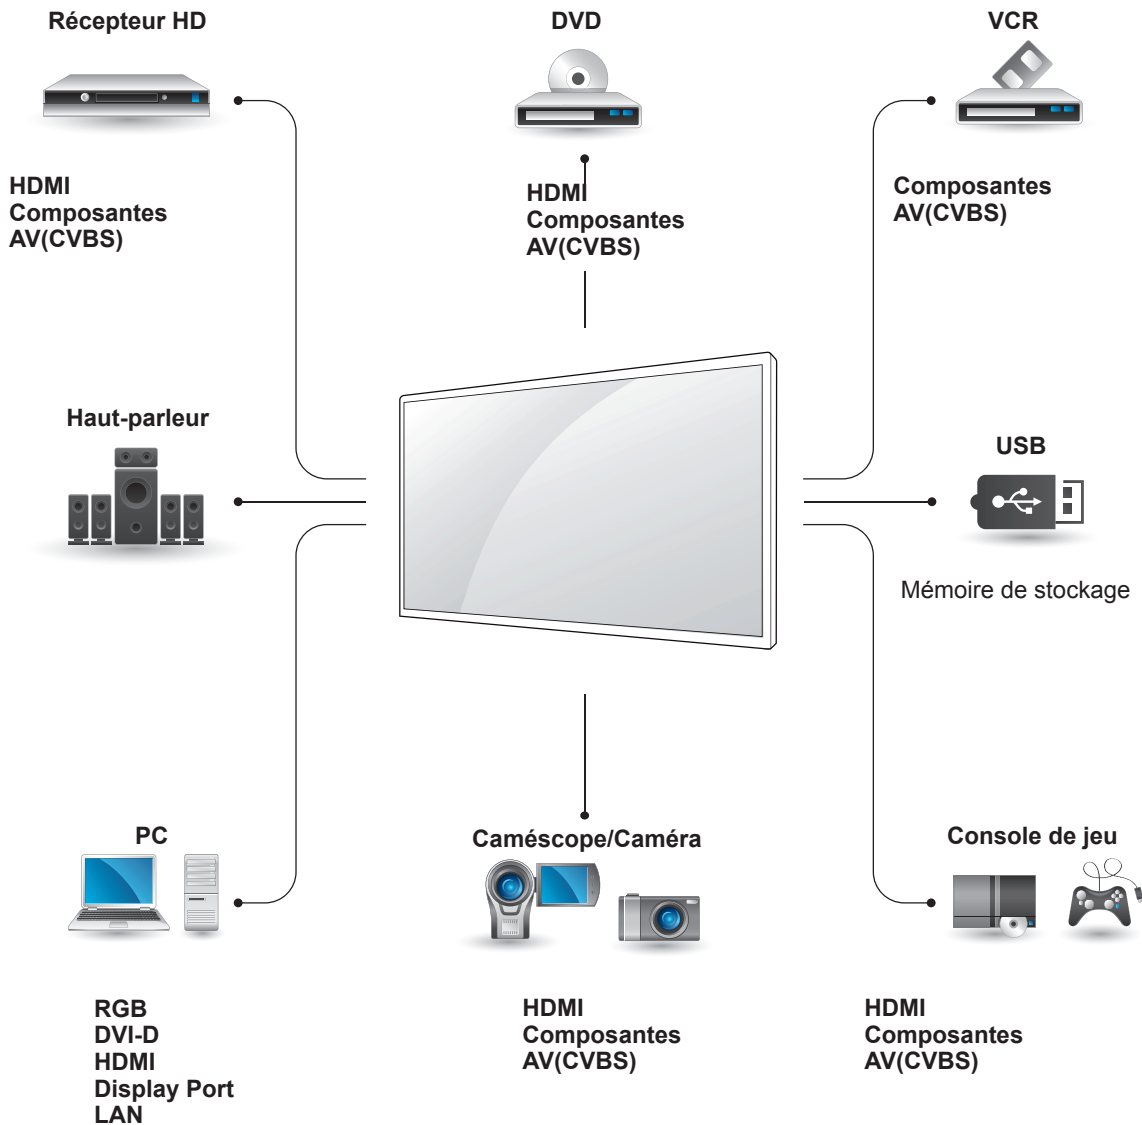 Récepteur HD
DVD
VCR
HDMI
Composantes
AV(CVBS)
HDMI
Composantes
AV(CVBS)
Composantes
AV(CVBS)
Haut-parleur
USB
Mémoire de stockage
PC
Caméscope/Caméra
Console de jeu
RGB
DVI-D
HDMI
Display Port
LAN
HDMI
Composantes
AV(CVBS)
HDMI
Composantes
AV(CVBS)